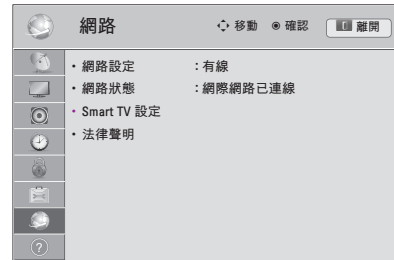 網路 移動 確認 離開
・網路設定 ：有線
・網路狀態 ：網際網路已連線
・Smart TV 設定
・法律聲明